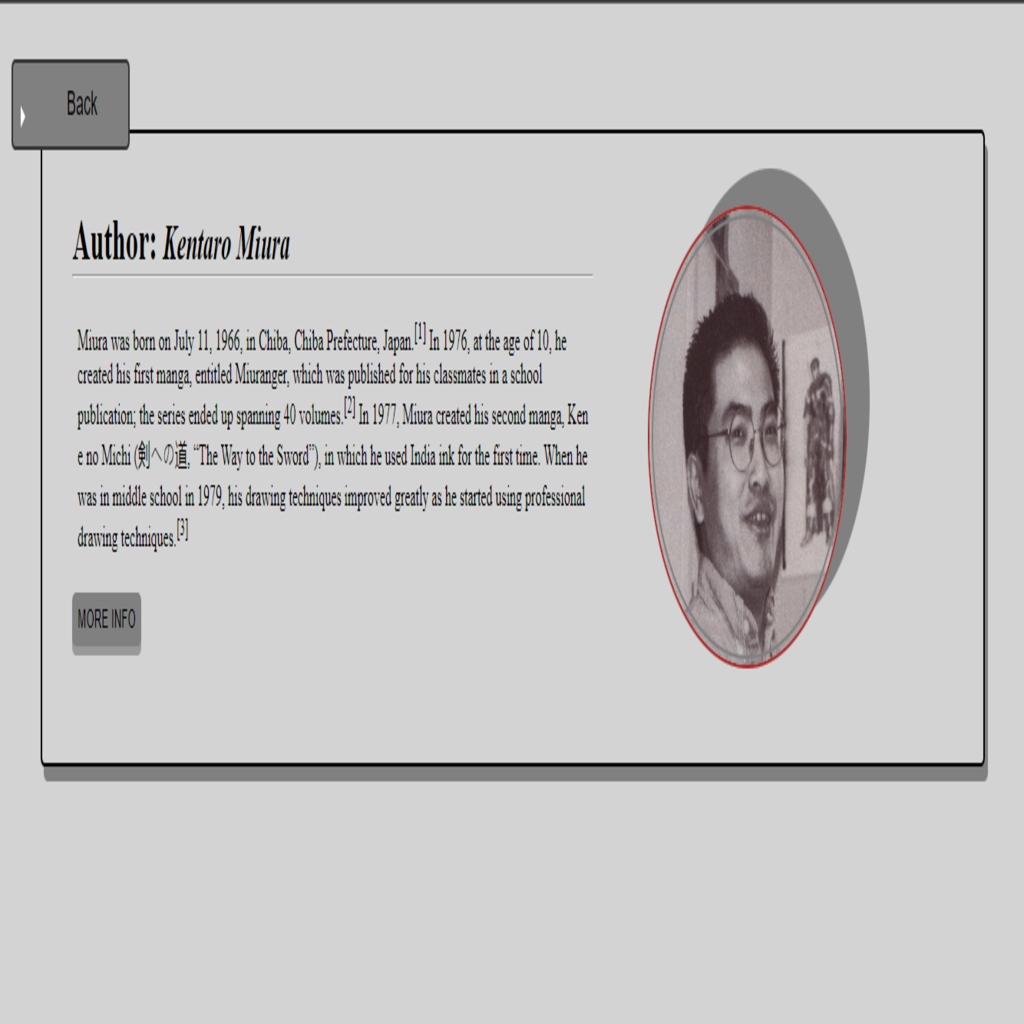 Back
Author: Kentaro Miura
Miura was born on July 11, 1966, in Chiba, Chiba Prefecture, Japan.[1] In 1976, at the age of 10, he
created his first manga, entitled Miuranger, which was published for his classmates in a school
publication; the series ended up spanning 40 volumes.[2] In 1977, Miura created his second manga, Ken
e no Michi (剣への道, “The Way to the Sword”), in which he used India ink for the first time. When he
was in middle school in 1979, his drawing techniques improved greatly as he started using professional
drawing techniques.[3]
MORE INFO